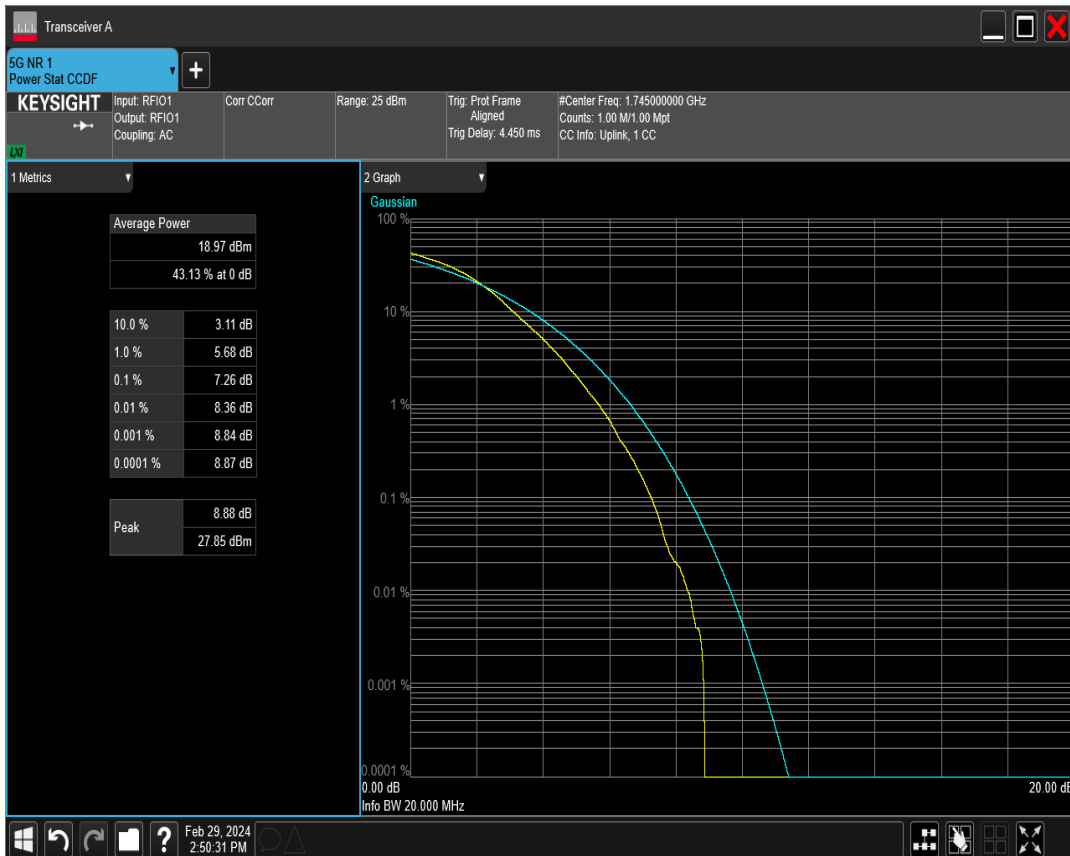 Transceiver A
5G NR 1
Power Stat CCDF
+
KEYSIGHT
LXI
Input: RFIO1
Output: RFIO1
Coupling: AC
Corr CCorr
Range: 25 dBm
Trig: Prot Frame
Aligned
Trig Delay: 4.450 ms
#Center Freq: 1.745000000 GHz
Counts: 1.00 M/1.00 Mpt
CC Info: Uplink, 1 CC
1 Metrics
Average Power
18.97 dBm
43.13 % at 0 dB
10.0 % 3.11 dB
1.0 % 5.68 dB
0.1 % 7.26 dB
0.01 % 8.36 dB
0.001 % 8.84 dB
0.0001 % 8.87 dB
Peak
8.88 dB
27.85 dBm
2 Graph
Gaussian
100 %
10 %
1 %
0.1 %
0.01 %
0.001 %
0.0001 %
0.00 dB 20.00 dB
Info BW 20.000 MHz
?
Feb 29, 2024
2:50:31 PM